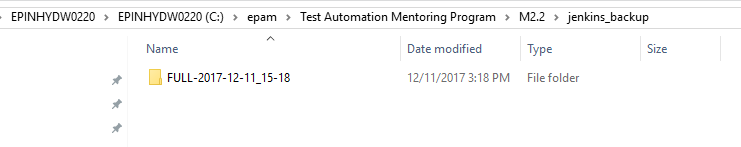 EPINHYDW0220 > EPINHYDW0220 (C:) > epam > Test Automation Mentoring Program > M2.2 > jenkins_backup
Name Date modified Type Size
FULL-2017-12-11_15-18 12/11/2017 3:18 PM File folder